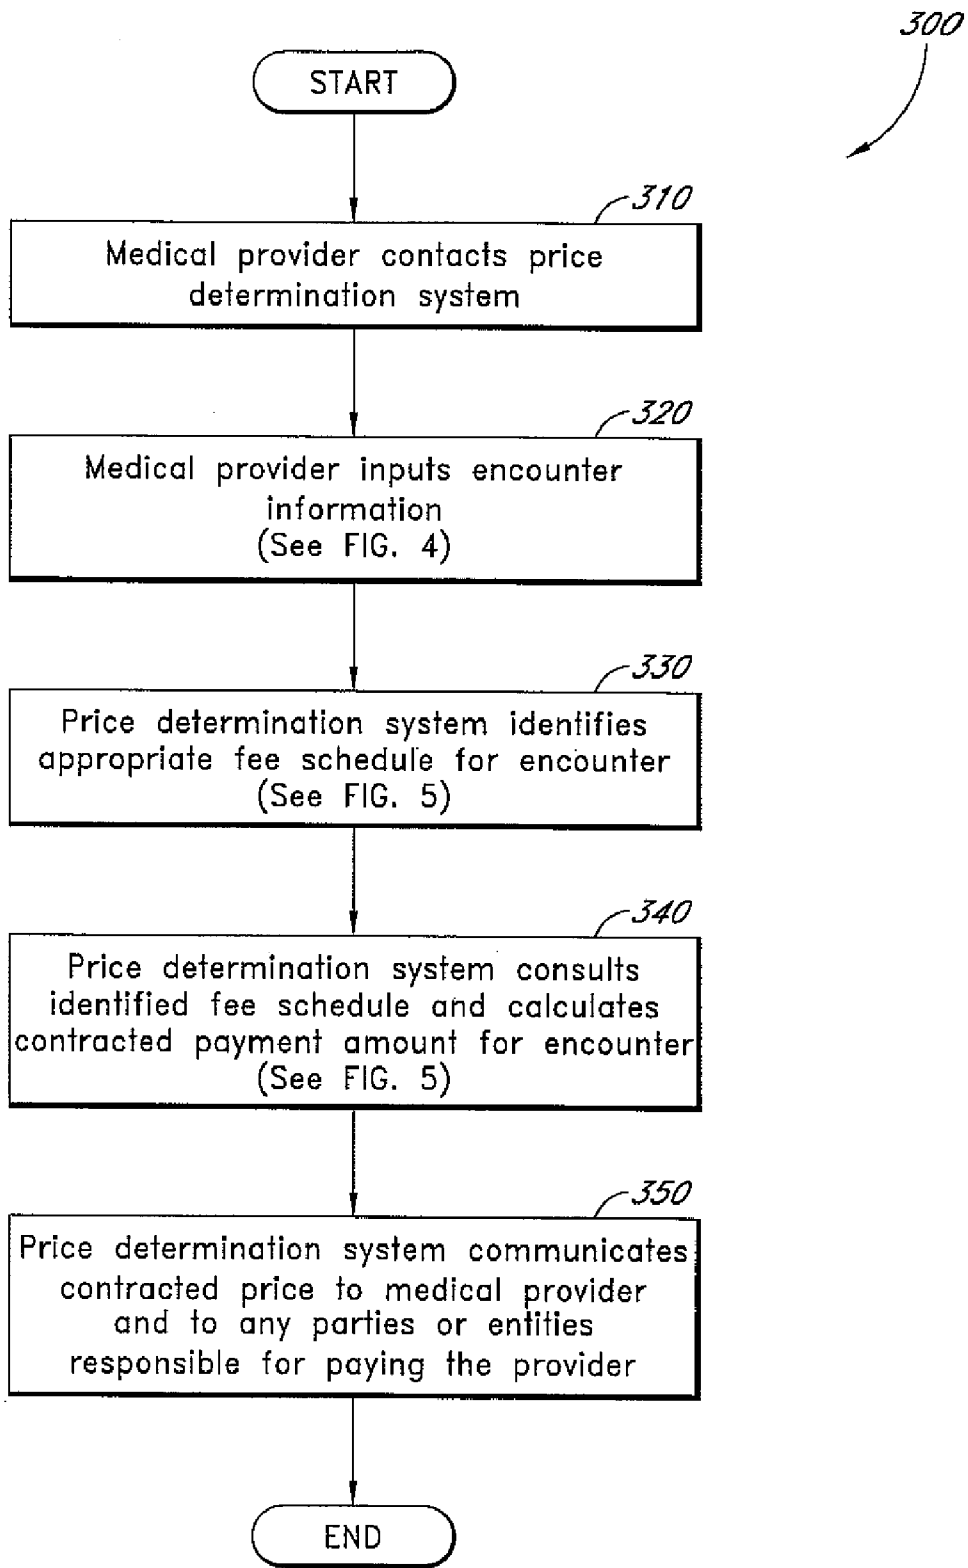 300
START
310
Medical provider contacts price
determination system
320
Medical provider inputs encounter
information
(See FIG. 4)
330
Price determination system identifies
appropriate fee schedule for encounter
(See FIG. 5)
340
Price determination system consults
identified fee schedule and calculates
contracted payment amount for encounter
(See FIG. 5)
350
Price determination system communicates
contracted price to medical provider
and to any parties or entities
responsible for paying the provider
END